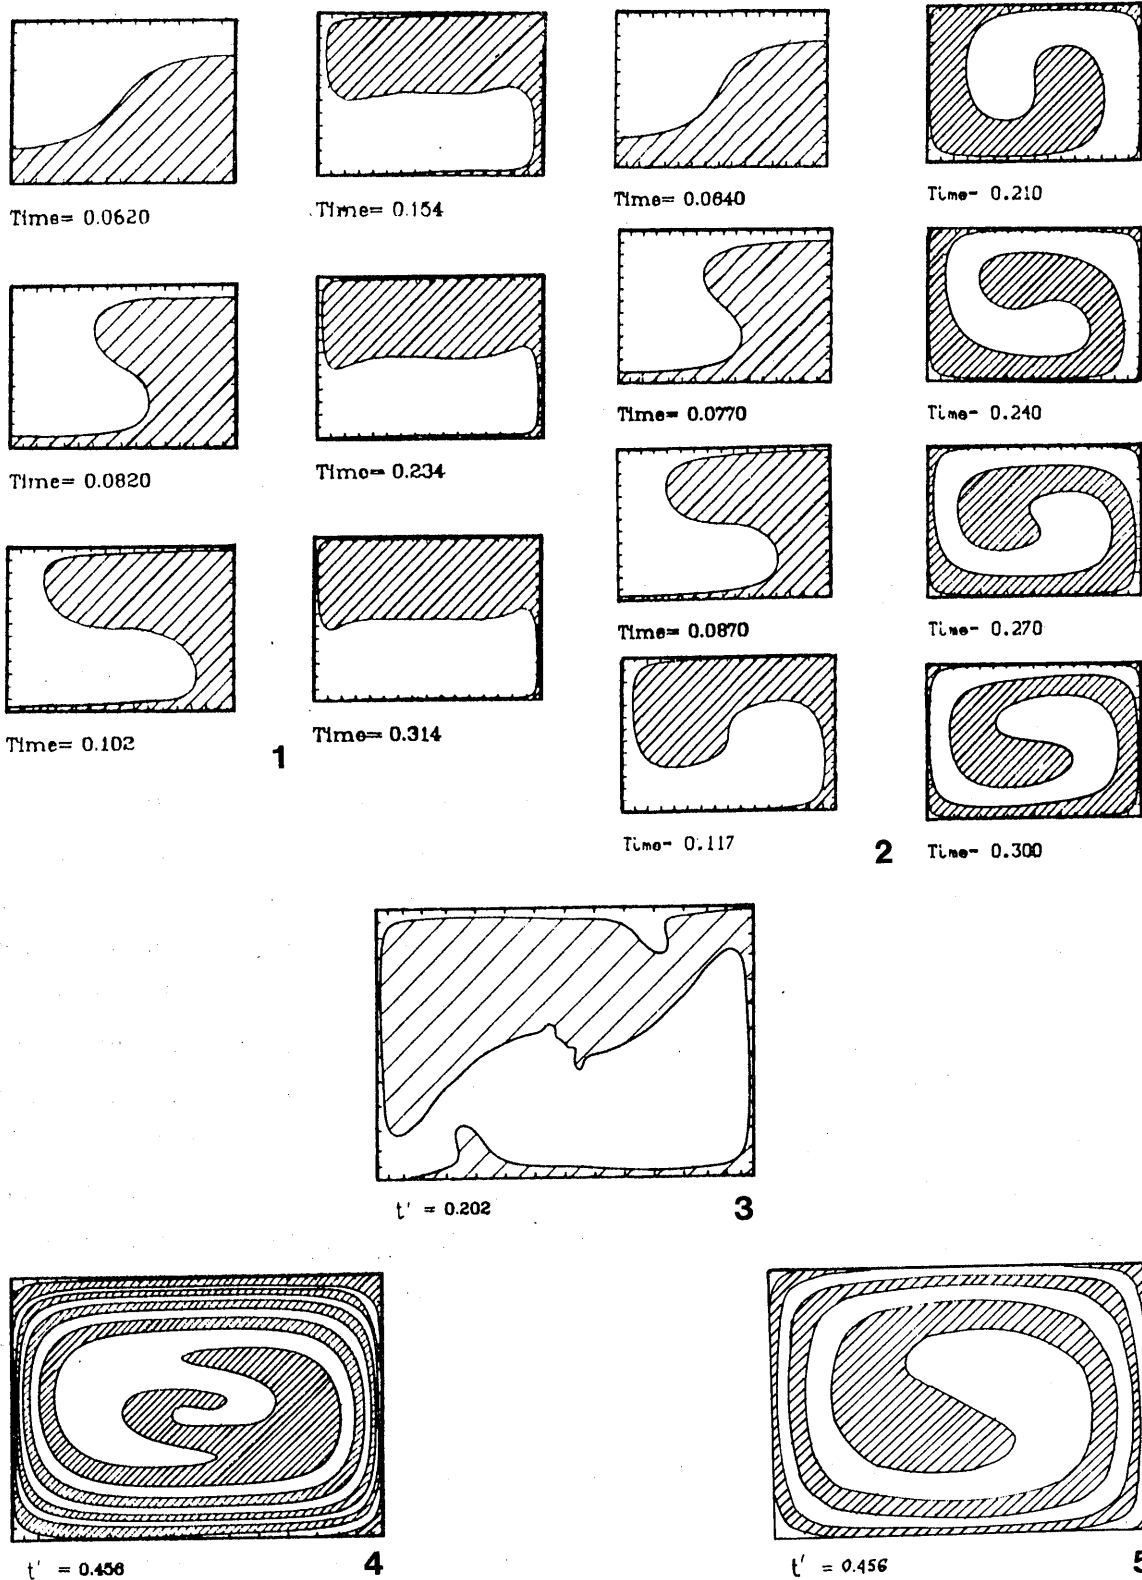 Time= 0.0620
Time= 0.154
Time= 0.0820
Time= 0.234
Time= 0.102
Time= 0.314
1
Time= 0.0640
Time- 0.210
Time= 0.0770
Time- 0.240
Time= 0.0870
Time- 0.270
Time- 0.117
Time- 0.300
2
t' = 0.202
3
t' = 0.456
4
t' = 0.456
5